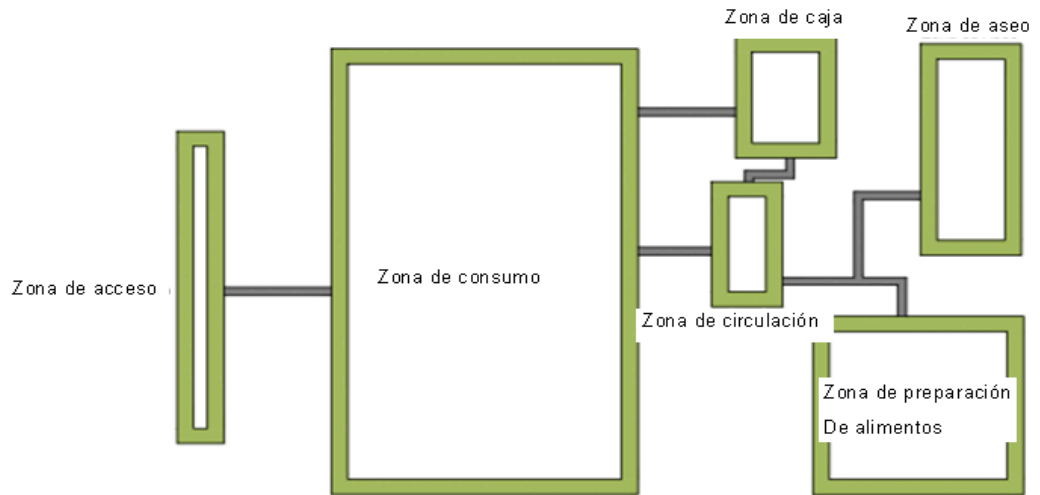 Zona de caja
Zona de aseo
Zona de acceso
Zona de consumo
Zona de circulación
Zona de preparación
De alimentos